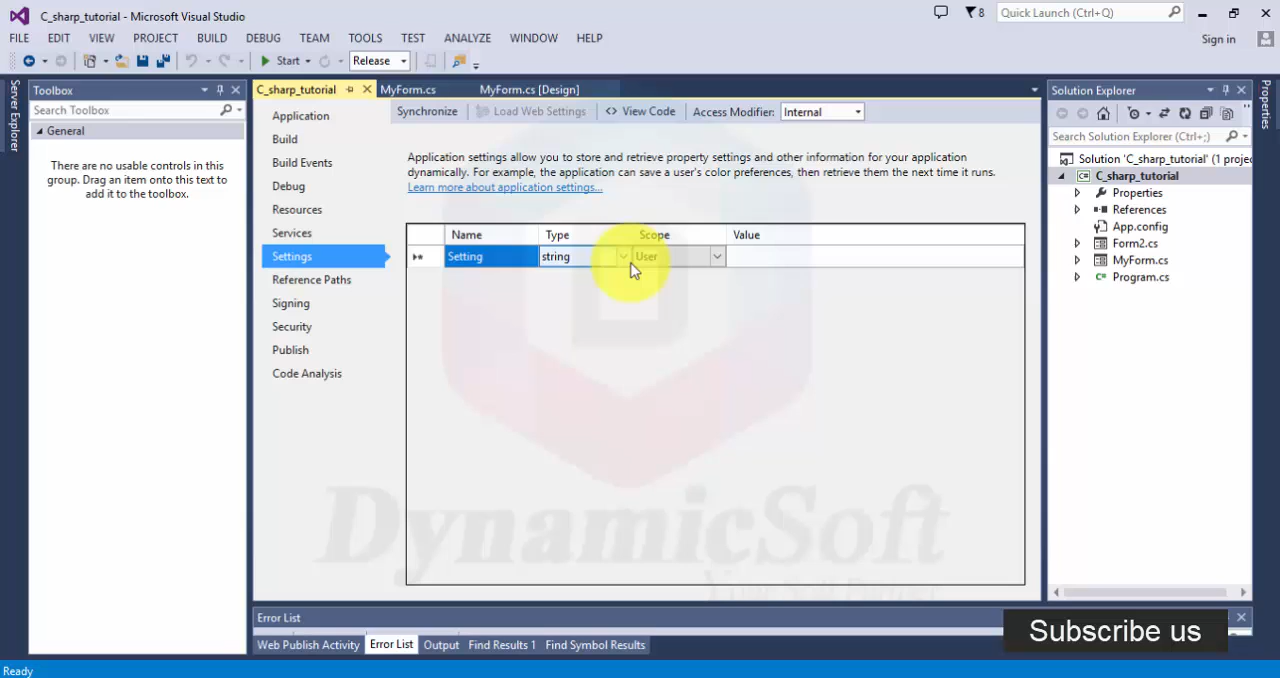 C_sharp_tutorial - Microsoft Visual Studio
8
Quick Launch (Ctrl+Q)
FILE EDIT VIEW PROJECT BUILD DEBUG TEAM TOOLS TEST ANALYZE WINDOW HELP
Sign in
Start Release
Server Explorer
Toolbox
Search Toolbox
General
There are no usable controls in this
group. Drag an item onto this text to
add it to the toolbox.
C_sharp_tutorial MyForm.cs MyForm.cs [Design]
Application
Build
Build Events
Debug
Resources
Services
Settings
Reference Paths
Signing
Security
Publish
Code Analysis
Synchronize Load Web Settings View Code Access Modifier: Internal
Application settings allow you to store and retrieve property settings and other information for your application
dynamically. For example, the application can save a user's color preferences, then retrieve them the next time it runs.
Learn more about application settings...
Name Type Scope Value
Setting string User
DynamicSoft
Solution Explorer
Search Solution Explorer (Ctrl+;)
Solution 'C_sharp_tutorial' (1 projec
C_sharp_tutorial
Properties
References
App.config
Form2.cs
MyForm.cs
Program.cs
Properties
Error List
Web Publish Activity Error List Output Find Results 1 Find Symbol Results
Subscribe us
Ready